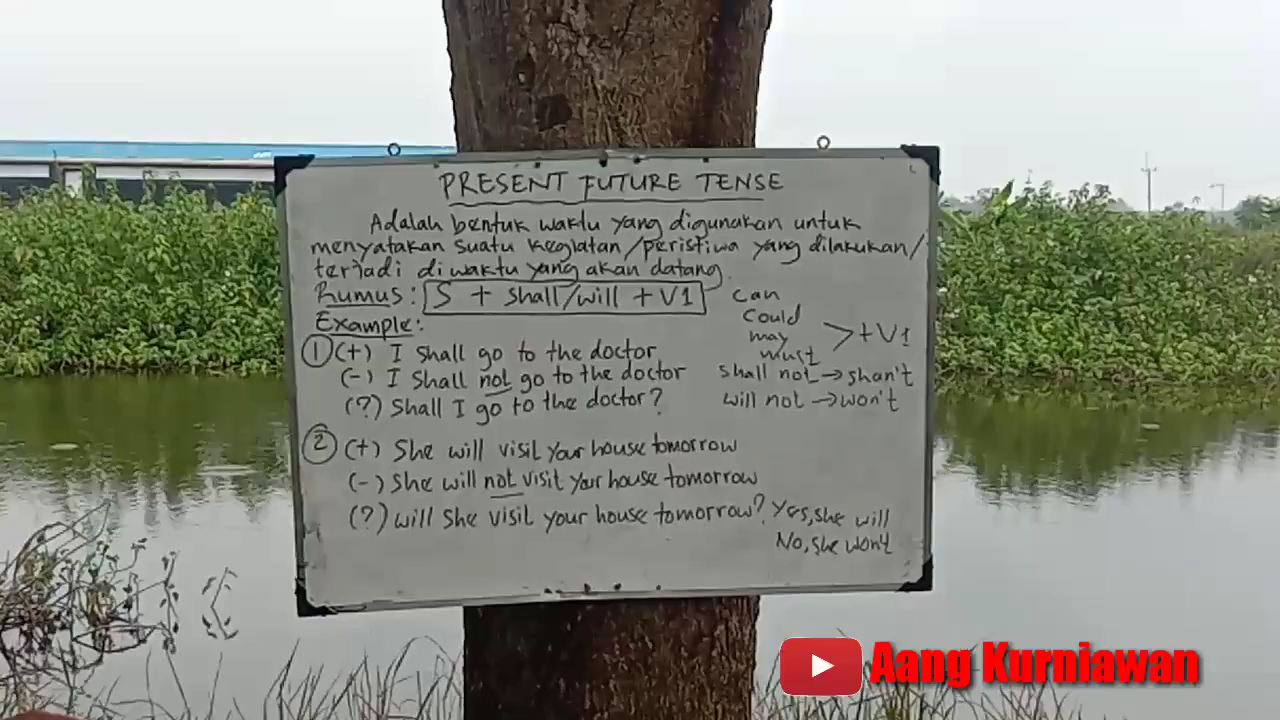 PRESENT FUTURE TENSE
Adalah bentuk waktu yang digunakan untuk
menyatakan suatu kegiatan/peristiwa yang dilakukan/
terjadi diwaktu yang akan datang.
Rumus: S + shall/will + V1
can
could
may
must
> + V1
shall not → shan't
will not → won't
Example:
① (+) I shall go to the doctor
(-) I shall not go to the doctor
(?) Shall I go to the doctor?
② (+) She will visit your house tomorrow
(-) She will not visit your house tomorrow
(?) will she visit your house tomorrow? Yes, she will
No, she won't
Aang Kurniawan